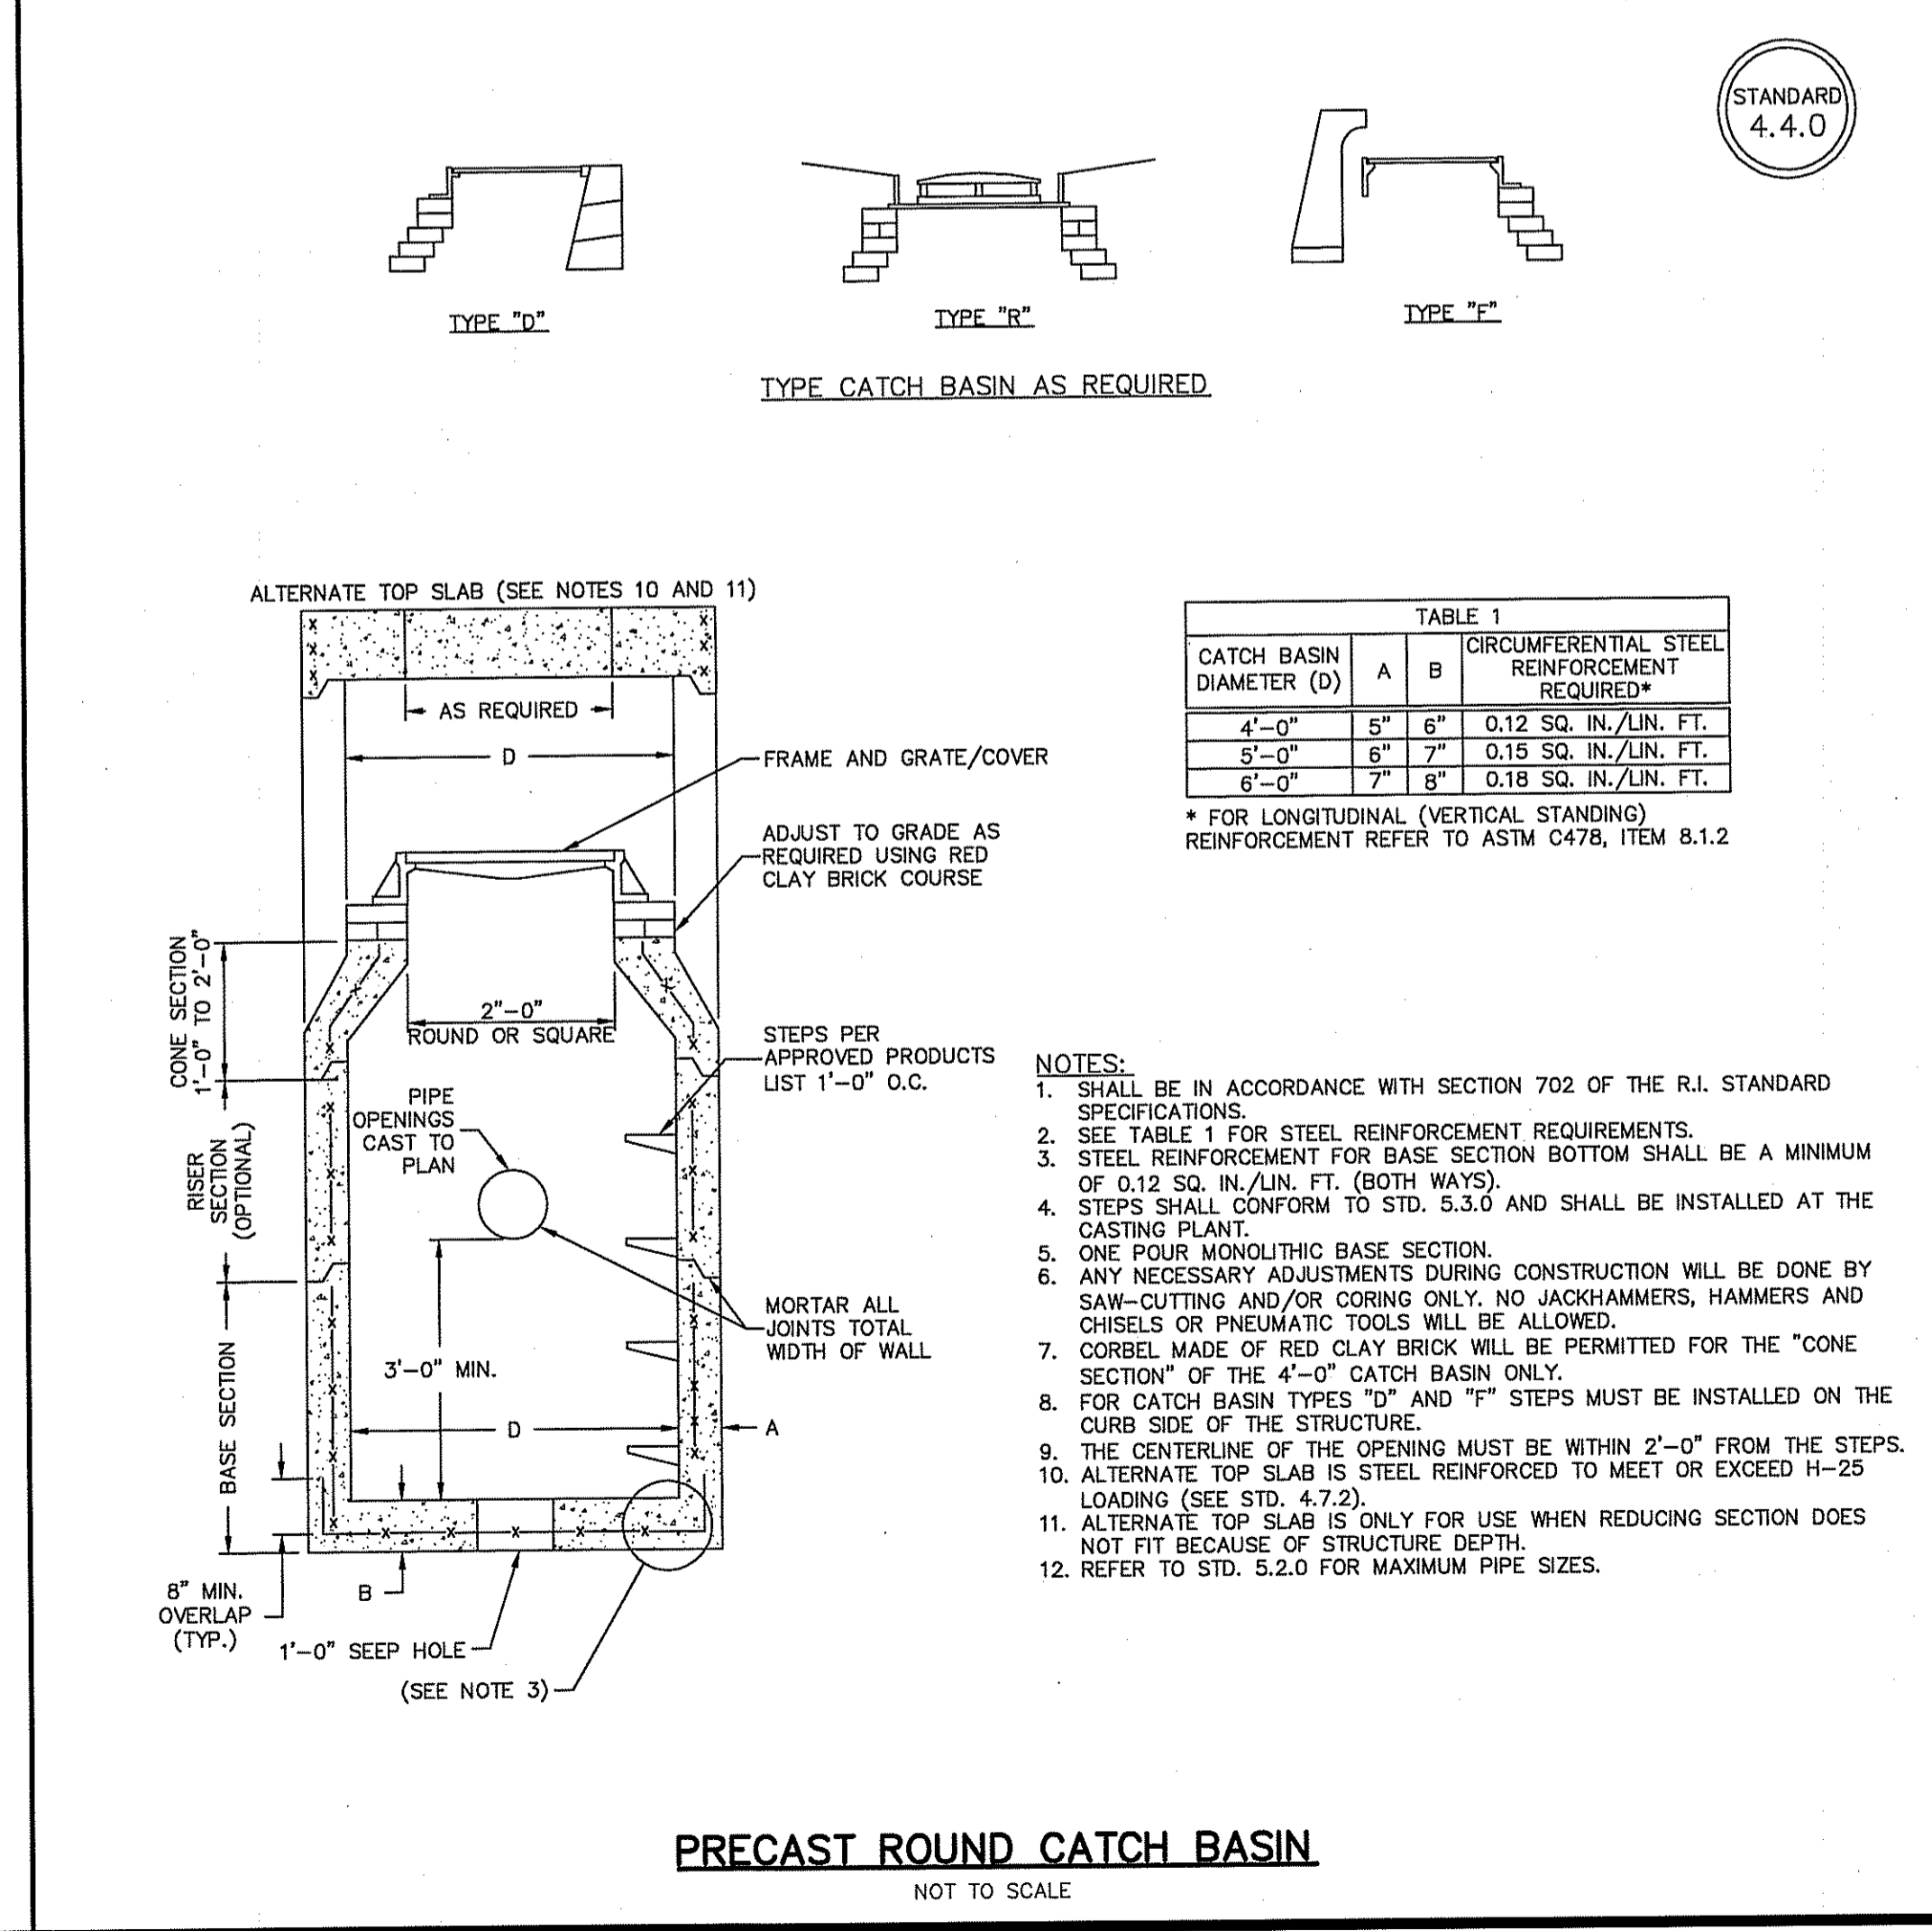 STANDARD
4.4.0
TYPE "D"
TYPE "R"
TYPE "F"
TYPE CATCH BASIN AS REQUIRED
ALTERNATE TOP SLAB (SEE NOTES 10 AND 11)
AS REQUIRED
D
FRAME AND GRATE/COVER
ADJUST TO GRADE AS
REQUIRED USING RED
CLAY BRICK COURSE
CONE SECTION
1'-0" TO 2'-0"
2"-0"
ROUND OR SQUARE
STEPS PER
APPROVED PRODUCTS
LIST 1'-0" O.C.
PIPE
OPENINGS
CAST TO
PLAN
RISER
SECTION
(OPTIONAL)
MORTAR ALL
JOINTS TOTAL
WIDTH OF WALL
3'-0" MIN.
BASE SECTION
D
A
B
8" MIN.
OVERLAP
(TYP.)
1'-0" SEEP HOLE
(SEE NOTE 3)
TABLE 1
CATCH BASIN
DIAMETER (D)
A
B
CIRCUMFERENTIAL STEEL
REINFORCEMENT
REQUIRED*
4'-0" 5" 6" 0.12 SQ. IN./LIN. FT.
5'-0" 6" 7" 0.15 SQ. IN./LIN. FT.
6'-0" 7" 8" 0.18 SQ. IN./LIN. FT.
* FOR LONGITUDINAL (VERTICAL STANDING)
REINFORCEMENT REFER TO ASTM C478, ITEM 8.1.2
NOTES:
1. SHALL BE IN ACCORDANCE WITH SECTION 702 OF THE R.I. STANDARD
SPECIFICATIONS.
2. SEE TABLE 1 FOR STEEL REINFORCEMENT REQUIREMENTS.
3. STEEL REINFORCEMENT FOR BASE SECTION BOTTOM SHALL BE A MINIMUM
OF 0.12 SQ. IN./LIN. FT. (BOTH WAYS).
4. STEPS SHALL CONFORM TO STD. 5.3.0 AND SHALL BE INSTALLED AT THE
CASTING PLANT.
5. ONE POUR MONOLITHIC BASE SECTION.
6. ANY NECESSARY ADJUSTMENTS DURING CONSTRUCTION WILL BE DONE BY
SAW-CUTTING AND/OR CORING ONLY. NO JACKHAMMERS, HAMMERS AND
CHISELS OR PNEUMATIC TOOLS WILL BE ALLOWED.
7. CORBEL MADE OF RED CLAY BRICK WILL BE PERMITTED FOR THE "CONE
SECTION" OF THE 4'-0" CATCH BASIN ONLY.
8. FOR CATCH BASIN TYPES "D" AND "F" STEPS MUST BE INSTALLED ON THE
CURB SIDE OF THE STRUCTURE.
9. THE CENTERLINE OF THE OPENING MUST BE WITHIN 2'-0" FROM THE STEPS.
10. ALTERNATE TOP SLAB IS STEEL REINFORCED TO MEET OR EXCEED H-25
LOADING (SEE STD. 4.7.2).
11. ALTERNATE TOP SLAB IS ONLY FOR USE WHEN REDUCING SECTION DOES
NOT FIT BECAUSE OF STRUCTURE DEPTH.
12. REFER TO STD. 5.2.0 FOR MAXIMUM PIPE SIZES.
PRECAST ROUND CATCH BASIN
NOT TO SCALE